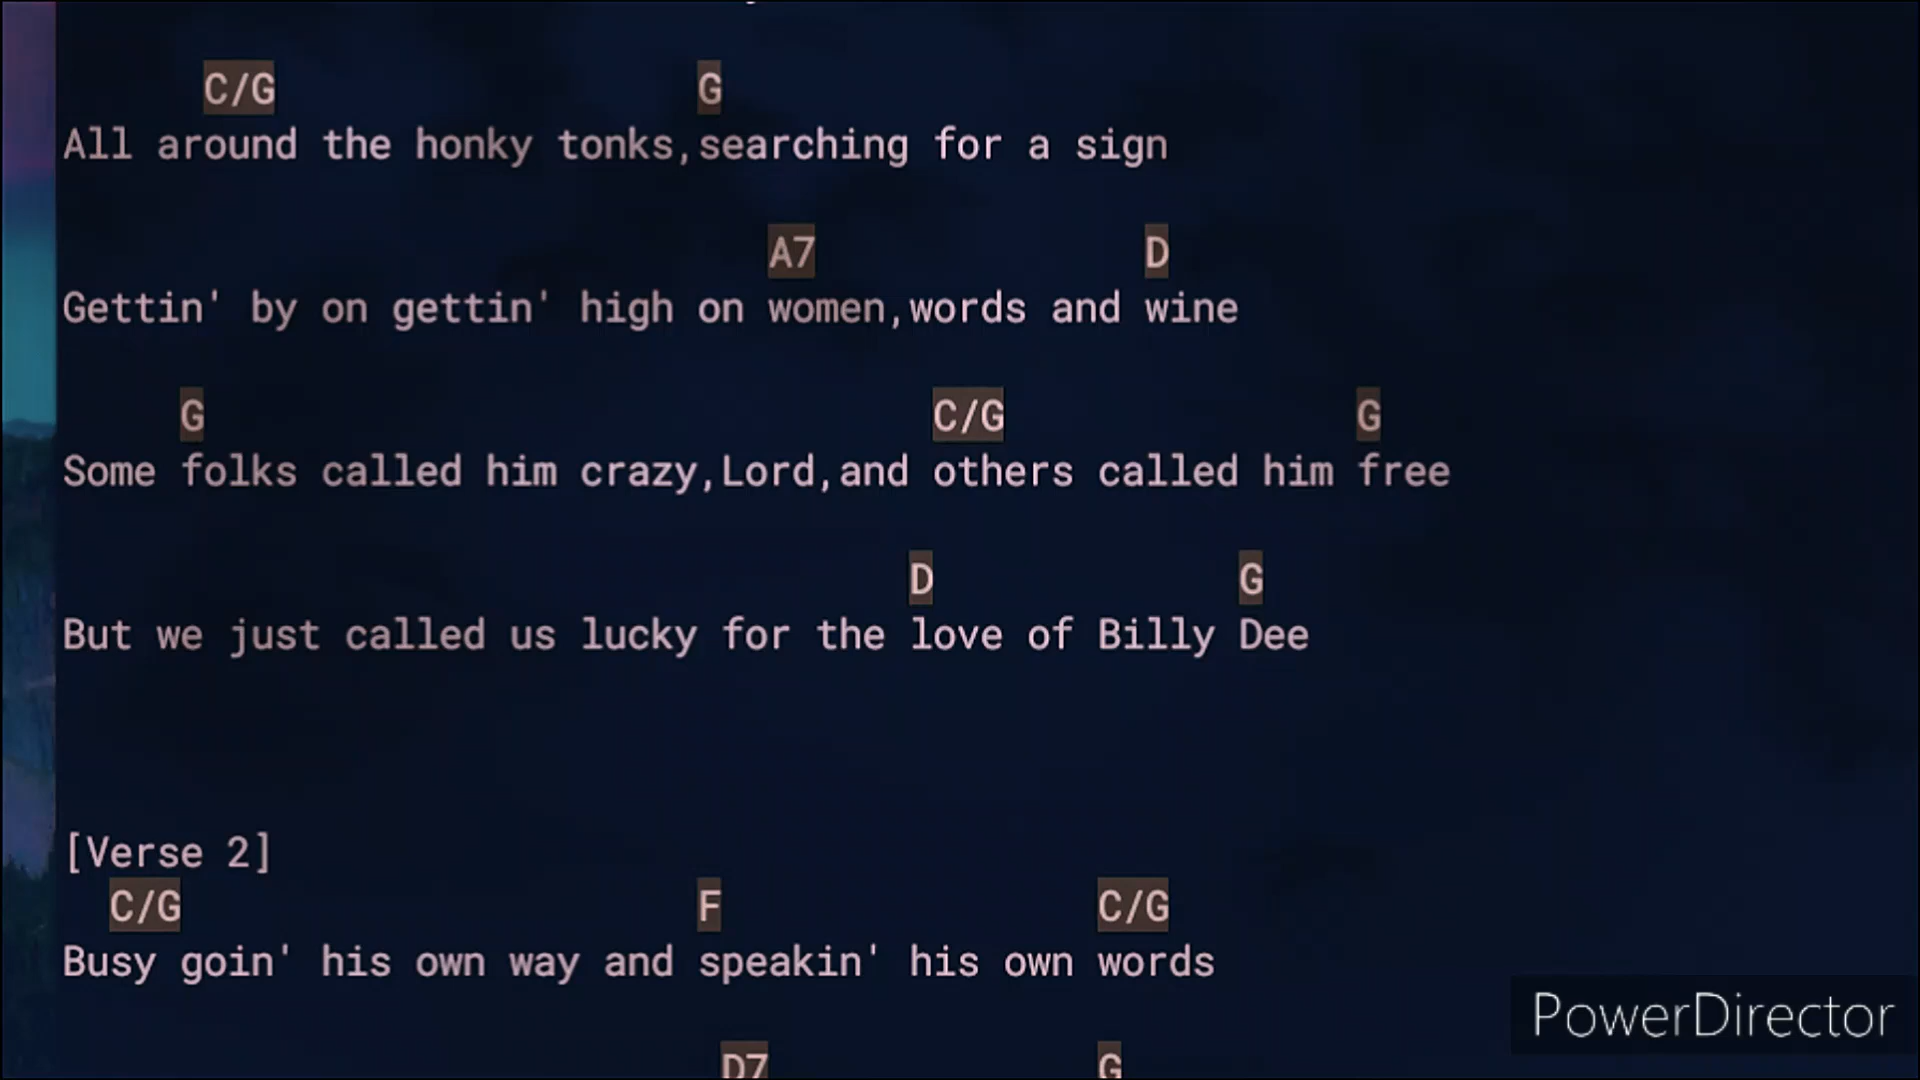 C/G G
All around the honky tonks,searching for a sign
A7 D
Gettin' by on gettin' high on women,words and wine
G C/G G
Some folks called him crazy,Lord,and others called him free
D G
But we just called us lucky for the love of Billy Dee
[Verse 2]
C/G F C/G
Busy goin' his own way and speakin' his own words
D7 G
PowerDirector